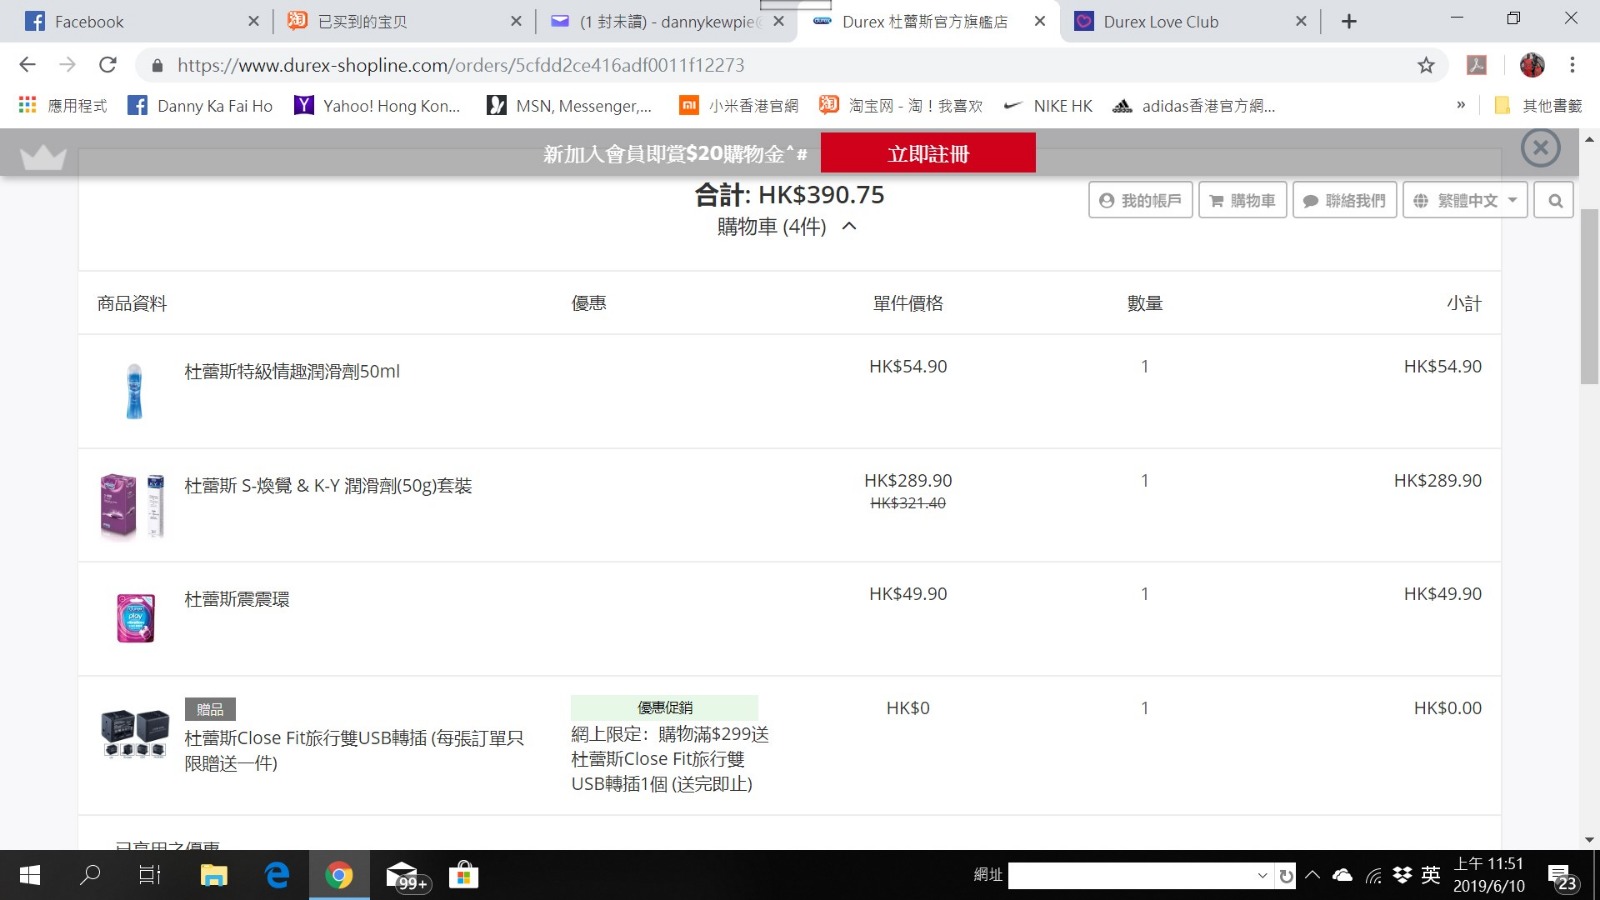 Facebook
已买到的宝贝
(1 封未讀) - dannykewpie@
Durex 杜蕾斯官方旗艦店
Durex Love Club
https://www.durex-shopline.com/orders/5cfdd2ce416adf0011f12273
應用程式
Danny Ka Fai Ho
Yahoo! Hong Kon...
MSN, Messenger,...
小米香港官網
淘宝网 - 淘！我喜欢
NIKE HK
adidas香港官方網...
»
其他書籤
新加入會員即賞$20購物金^#
立即註冊
合計: HK$390.75
購物車 (4件)
我的帳戶
購物車
聯絡我們
繁體中文
商品資料
優惠
單件價格
數量
小計
杜蕾斯特級情趣潤滑劑50ml
HK$54.90
1
HK$54.90
杜蕾斯 S-煥覺 & K-Y 潤滑劑(50g)套裝
HK$289.90
HK$321.40
1
HK$289.90
杜蕾斯震震環
HK$49.90
1
HK$49.90
贈品
杜蕾斯Close Fit旅行雙USB轉插 (每張訂單只
限贈送一件)
優惠促銷
網上限定：購物滿$299送
杜蕾斯Close Fit旅行雙
USB轉插1個 (送完即止)
HK$0
1
HK$0.00
已享用之優惠
99+
網址
英
上午 11:51
2019/6/10
23